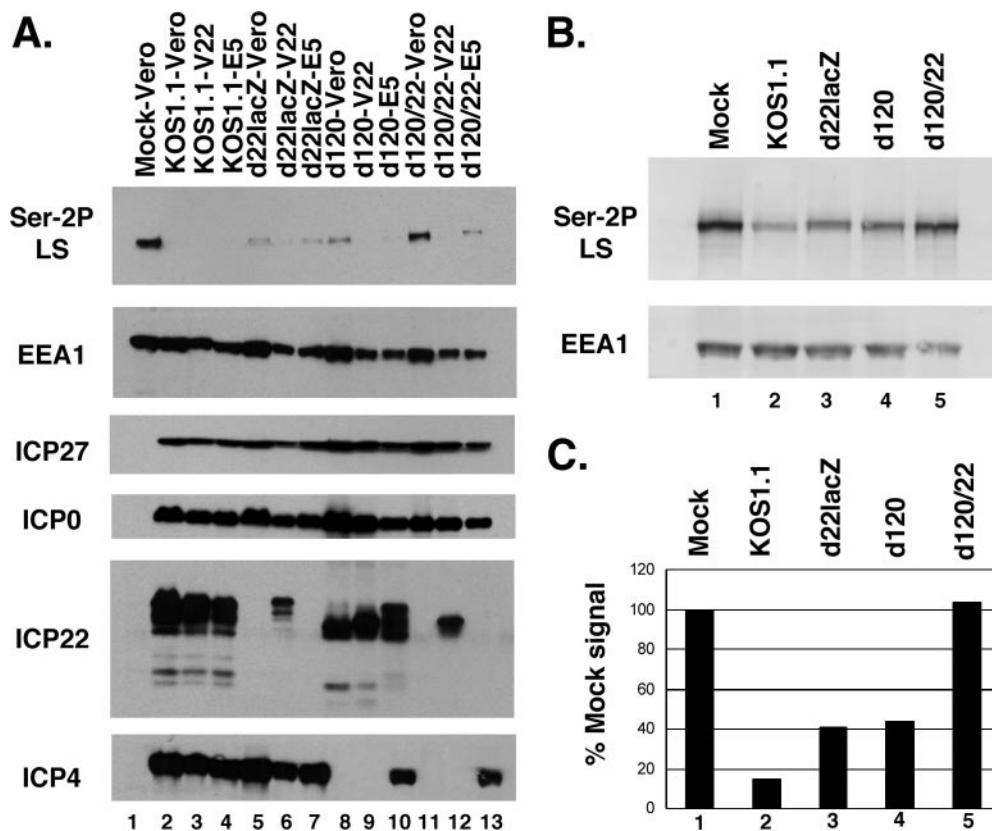 A.
Mock-Vero
KOS1.1-Vero
KOS1.1-V22
KOS1.1-E5
d22lacZ-Vero
d22lacZ-V22
d22lacZ-E5
d120-Vero
d120-V22
d120-E5
d120/22-Vero
d120/22-V22
d120/22-E5
Ser-2P
LS
EEA1
ICP27
ICP0
ICP22
ICP4
1 2 3 4 5 6 7 8 9 10 11 12 13
B.
Mock
KOS1.1
d22lacZ
d120
d120/22
Ser-2P
LS
EEA1
1 2 3 4 5
C.
Mock
KOS1.1
d22lacZ
d120
d120/22
% Mock signal
120
100
80
60
40
20
0
1 2 3 4 5